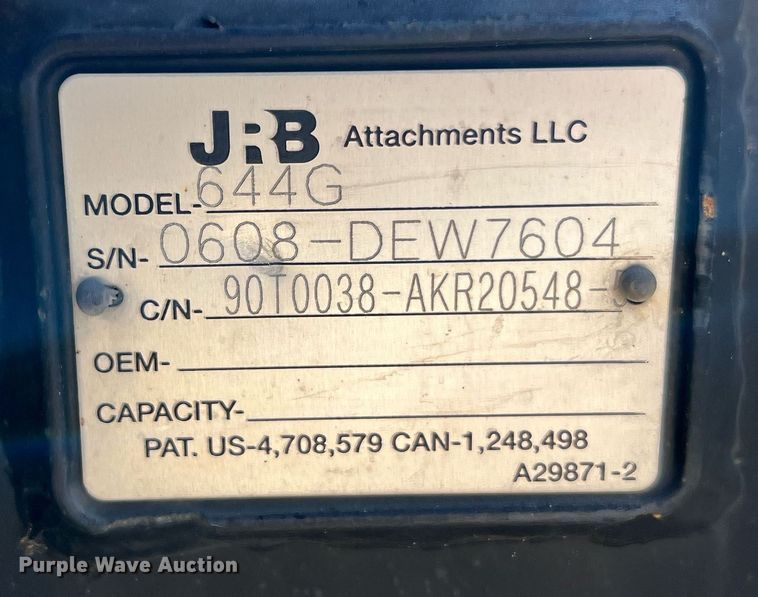 JRB Attachments LLC
MODEL-644G
S/N-0608-DEW7604
C/N-90T0038-AKR20548-
OEM-
CAPACITY-
PAT. US-4,708,579 CAN-1,248,498
A29871-2
Purple Wave Auction